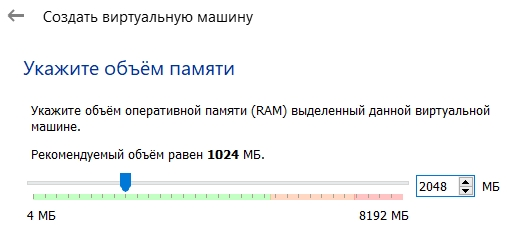 Создать виртуальную машину
Укажите объём памяти
Укажите объём оперативной памяти (RAM) выделенный данной виртуальной
машине.
Рекомендуемый объём равен 1024 МБ.
2048 МБ
4 МБ 8192 МБ